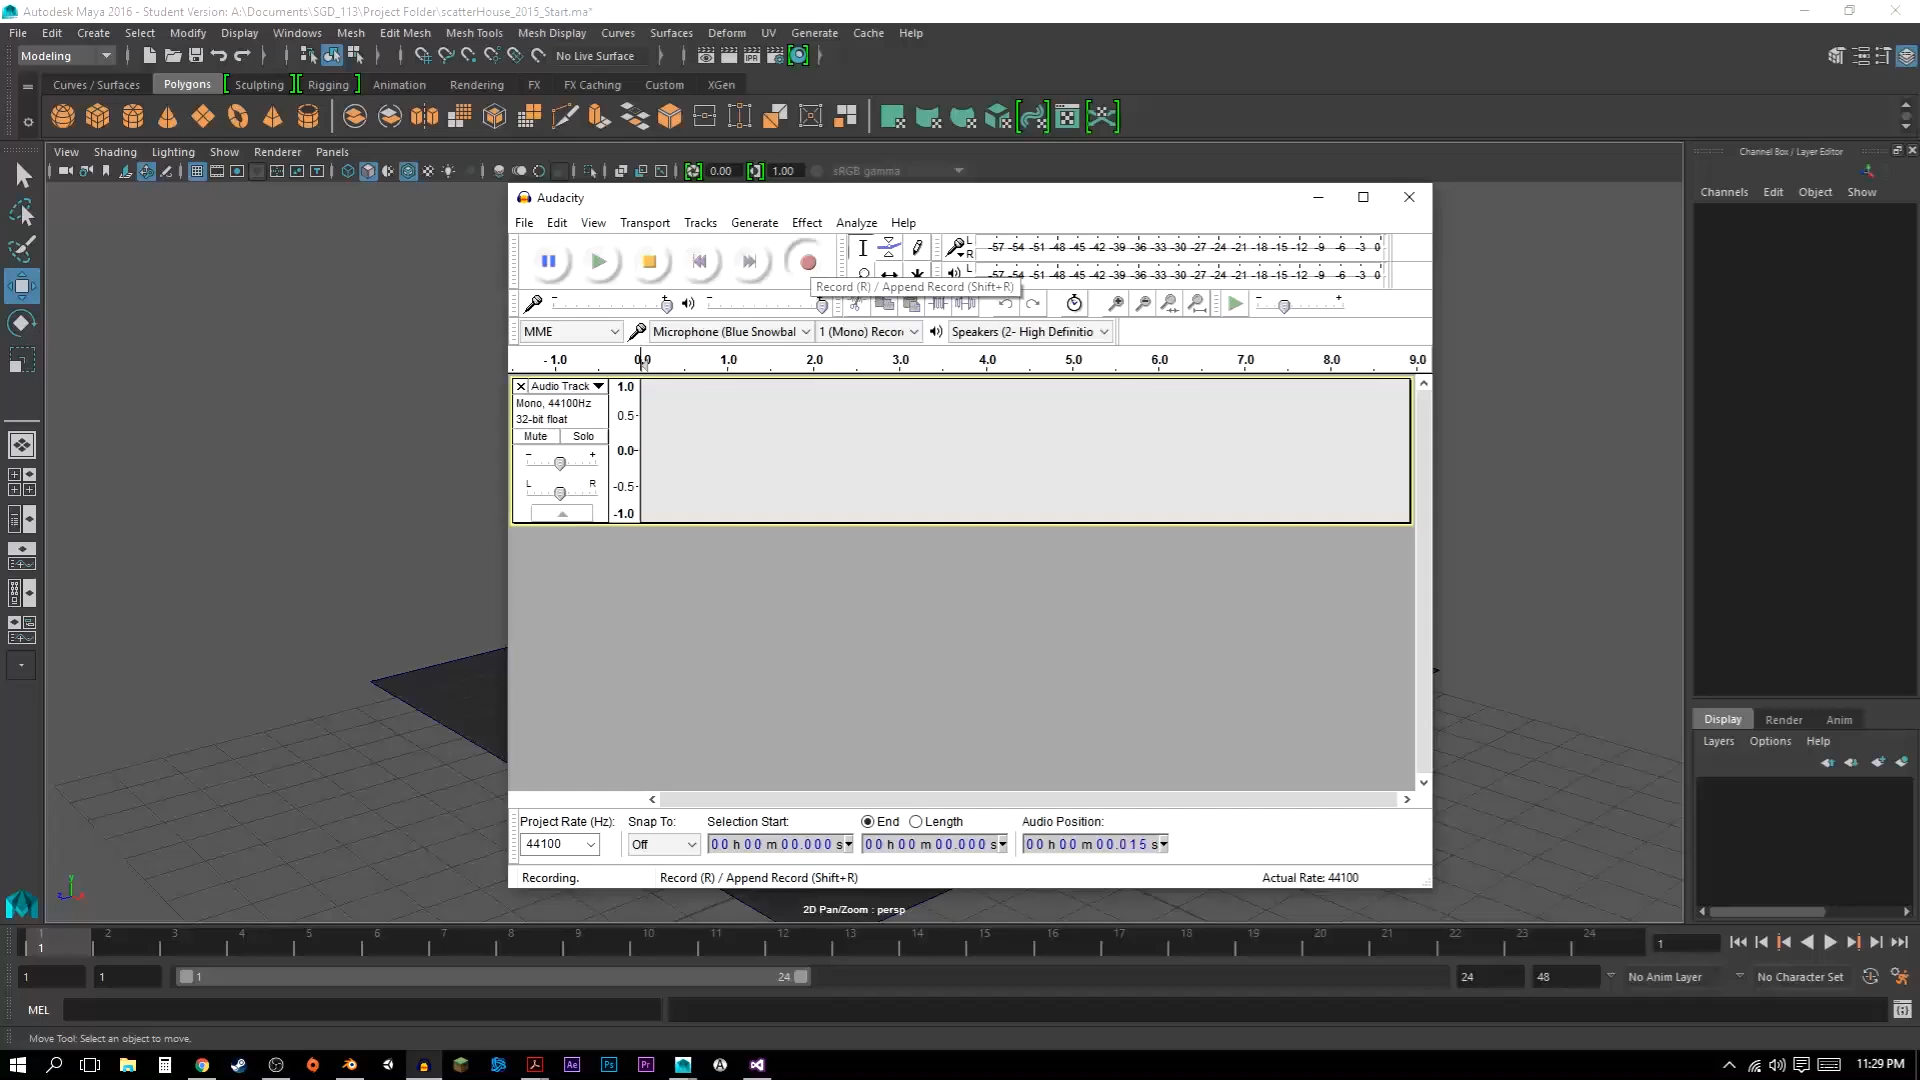 Autodesk Maya 2016 - Student Version: A:\Documents\SGD_113\Project Folder\scatterHouse_2015_Start.ma*
File Edit Create Select Modify Display Windows Mesh Edit Mesh Mesh Tools Mesh Display Curves Surfaces Deform UV Generate Cache Help
Modeling No Live Surface
Curves / Surfaces Polygons Sculpting Rigging Animation Rendering FX FX Caching Custom XGen
View Shading Lighting Show Renderer Panels
0.00 1.00 sRGB gamma
Channel Box / Layer Editor
Channels Edit Object Show
Audacity
File Edit View Transport Tracks Generate Effect Analyze Help
L R -57 -54 -51 -48 -45 -42 -39 -36 -33 -30 -27 -24 -21 -18 -15 -12 -9 -6 -3 0
L -57 -54 -51 -48 -45 -42 -39 -36 -33 -30 -27 -24 -21 -18 -15 -12 -9 -6 -3 0
Record (R) / Append Record (Shift+R)
MME Microphone (Blue Snowbal 1 (Mono) Recor Speakers (2- High Definitio
- 1.0 0.0 1.0 2.0 3.0 4.0 5.0 6.0 7.0 8.0 9.0
X Audio Track 1.0
Mono, 44100Hz
32-bit float 0.5-
Mute Solo
- + 0.0-
L R -0.5-
-1.0
Project Rate (Hz): Snap To: Selection Start: End Length Audio Position:
44100 Off 00 h 00 m 00.000 s 00 h 00 m 00.000 s 00 h 00 m 00.015 s
Recording. Record (R) / Append Record (Shift+R) Actual Rate: 44100
2D Pan/Zoom : persp
Display Render Anim
Layers Options Help
1 2 3 4 5 6 7 8 9 10 11 12 13 14 15 16 17 18 19 20 21 22 23 24
1 1
1 1 1 24 24 48 No Anim Layer No Character Set
MEL
Move Tool: Select an object to move.
Ae Ps Pr 11:29 PM